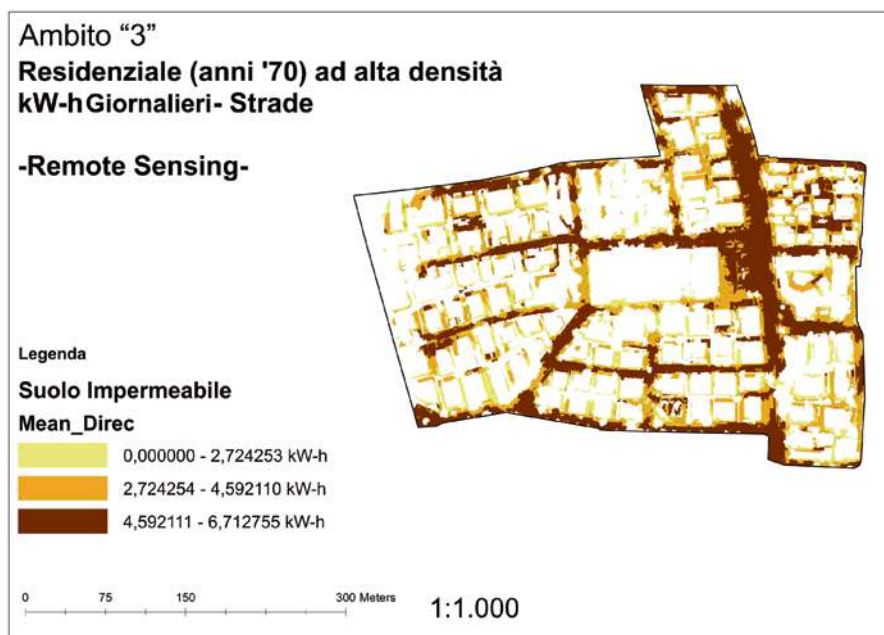 Ambito “3”
Residenziale (anni '70) ad alta densità
kW-h Giornalieri- Strade
-Remote Sensing-
Legenda
Suolo Impermeabile
Mean_Direc
0,000000 - 2,724253 kW-h
2,724254 - 4,592110 kW-h
4,592111 - 6,712755 kW-h
0 75 150 300 Meters
1:1.000